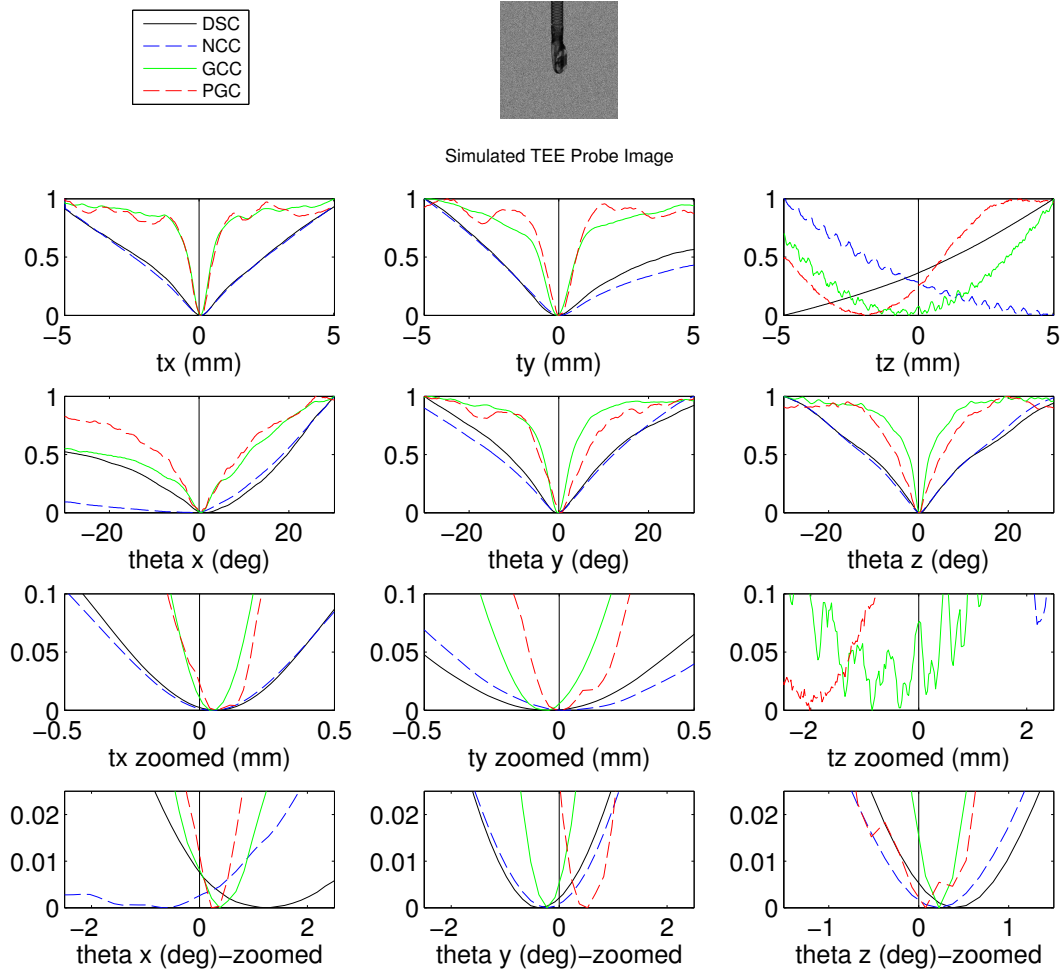 DSC
NCC
GCC
PGC
Simulated TEE Probe Image
1
0.5
0
−5 0 5
tx (mm)
1
0.5
0
−5 0 5
ty (mm)
1
0.5
0
−5 0 5
tz (mm)
1
0.5
0
−20 0 20
theta x (deg)
1
0.5
0
−20 0 20
theta y (deg)
1
0.5
0
−20 0 20
theta z (deg)
0.1
0.05
0
−0.5 0 0.5
tx zoomed (mm)
0.1
0.05
0
−0.5 0 0.5
ty zoomed (mm)
0.1
0.05
0
−2 0 2
tz zoomed (mm)
0.02
0.01
0
−2 0 2
theta x (deg)−zoomed
0.02
0.01
0
−2 0 2
theta y (deg)−zoomed
0.02
0.01
0
−1 0 1
theta z (deg)−zoomed